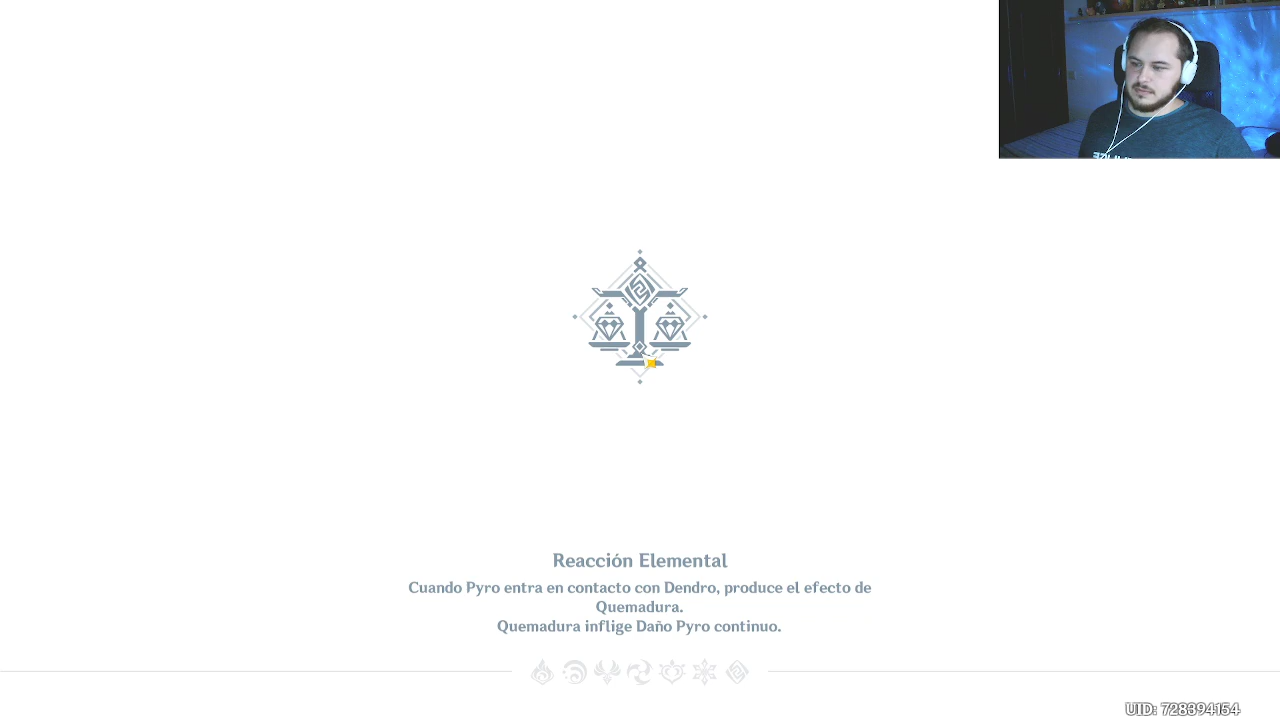 Reacción Elemental
Cuando Pyro entra en contacto con Dendro, produce el efecto de
Quemadura.
Quemadura inflige Daño Pyro continuo.
UID: 728394154